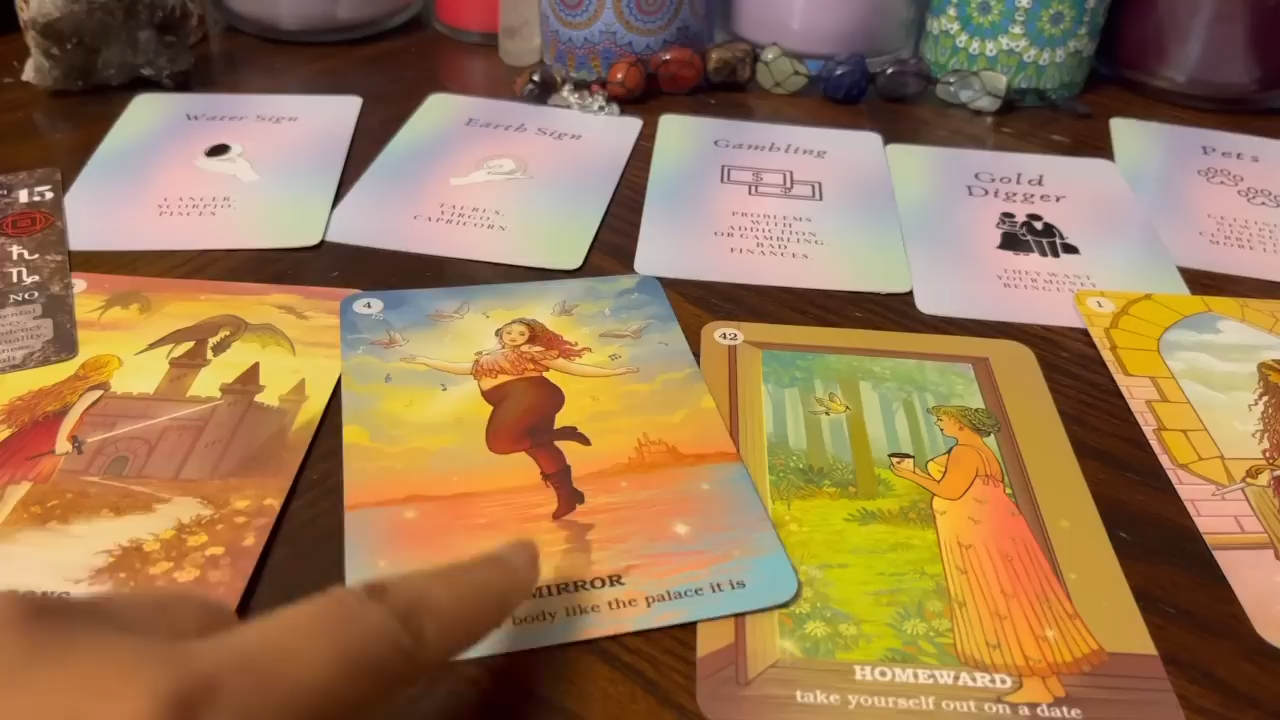 Water Sign
CANCER,
SCORPIO,
PISCES
Earth Sign
TAURUS,
VIRGO,
CAPRICORN.
Gambling
$
$
PROBLEMS
WITH
ADDICTION
OR GAMBLING.
BAD
FINANCES.
Gold
Digger
THEY WANT
YOUR MONEY
Pets
15
♄
♏
NO
4
MIRROR
body like the palace it is
42
HOMEWARD
take yourself out on a date
1